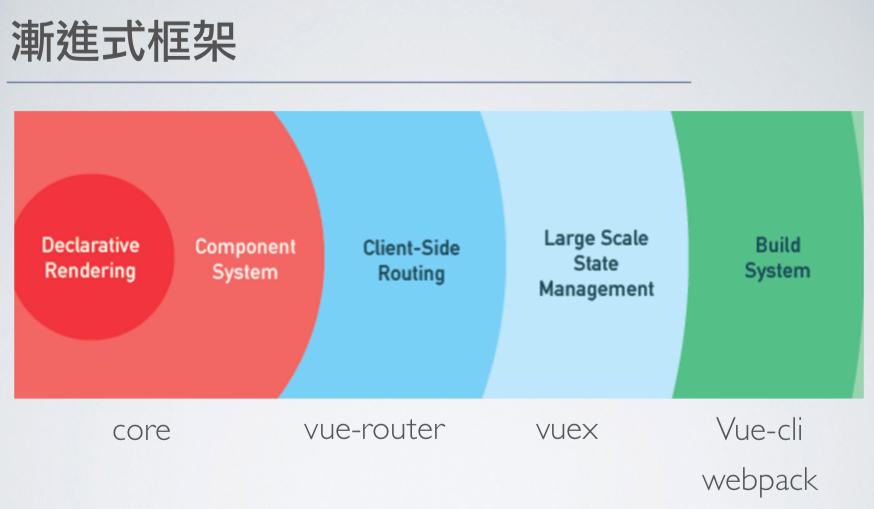 漸進式框架
Declarative
Rendering
Component
System
Client-Side
Routing
Large Scale
State
Management
Build
System
core
vue-router
vuex
Vue-cli
webpack